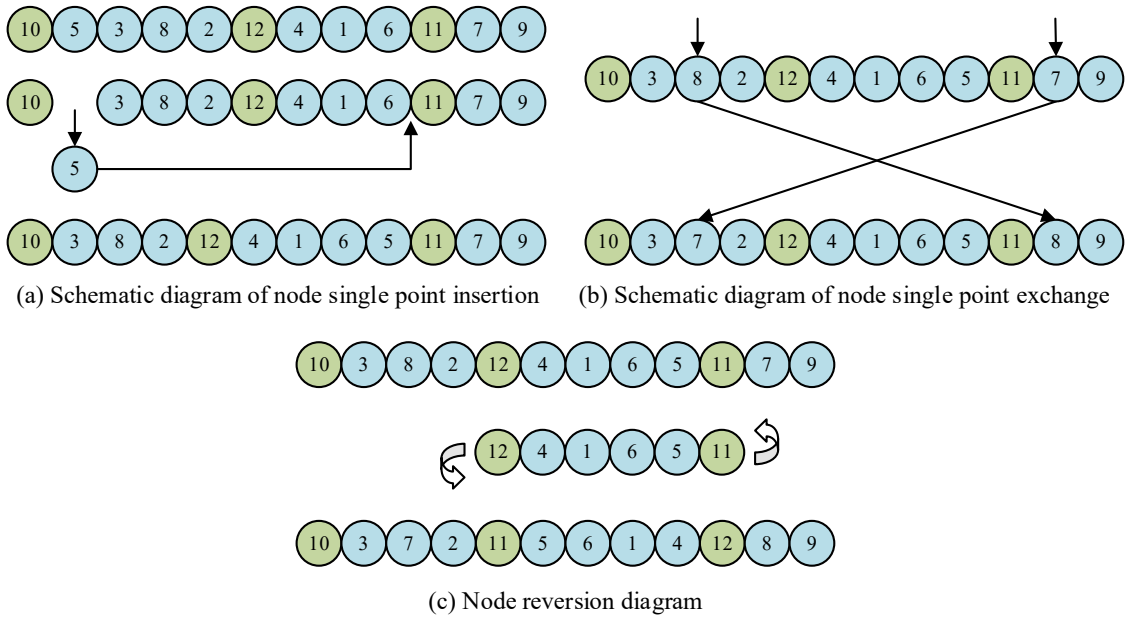 10 5 3 8 2 12 4 1 6 11 7 9
10 3 8 2 12 4 1 6 11 7 9
5
10 3 8 2 12 4 1 6 5 11 7 9
(a) Schematic diagram of node single point insertion
10 3 8 2 12 4 1 6 5 11 7 9
10 3 7 2 12 4 1 6 5 11 8 9
(b) Schematic diagram of node single point exchange
10 3 8 2 12 4 1 6 5 11 7 9
12 4 1 6 5 11
10 3 7 2 11 5 6 1 4 12 8 9
(c) Node reversion diagram